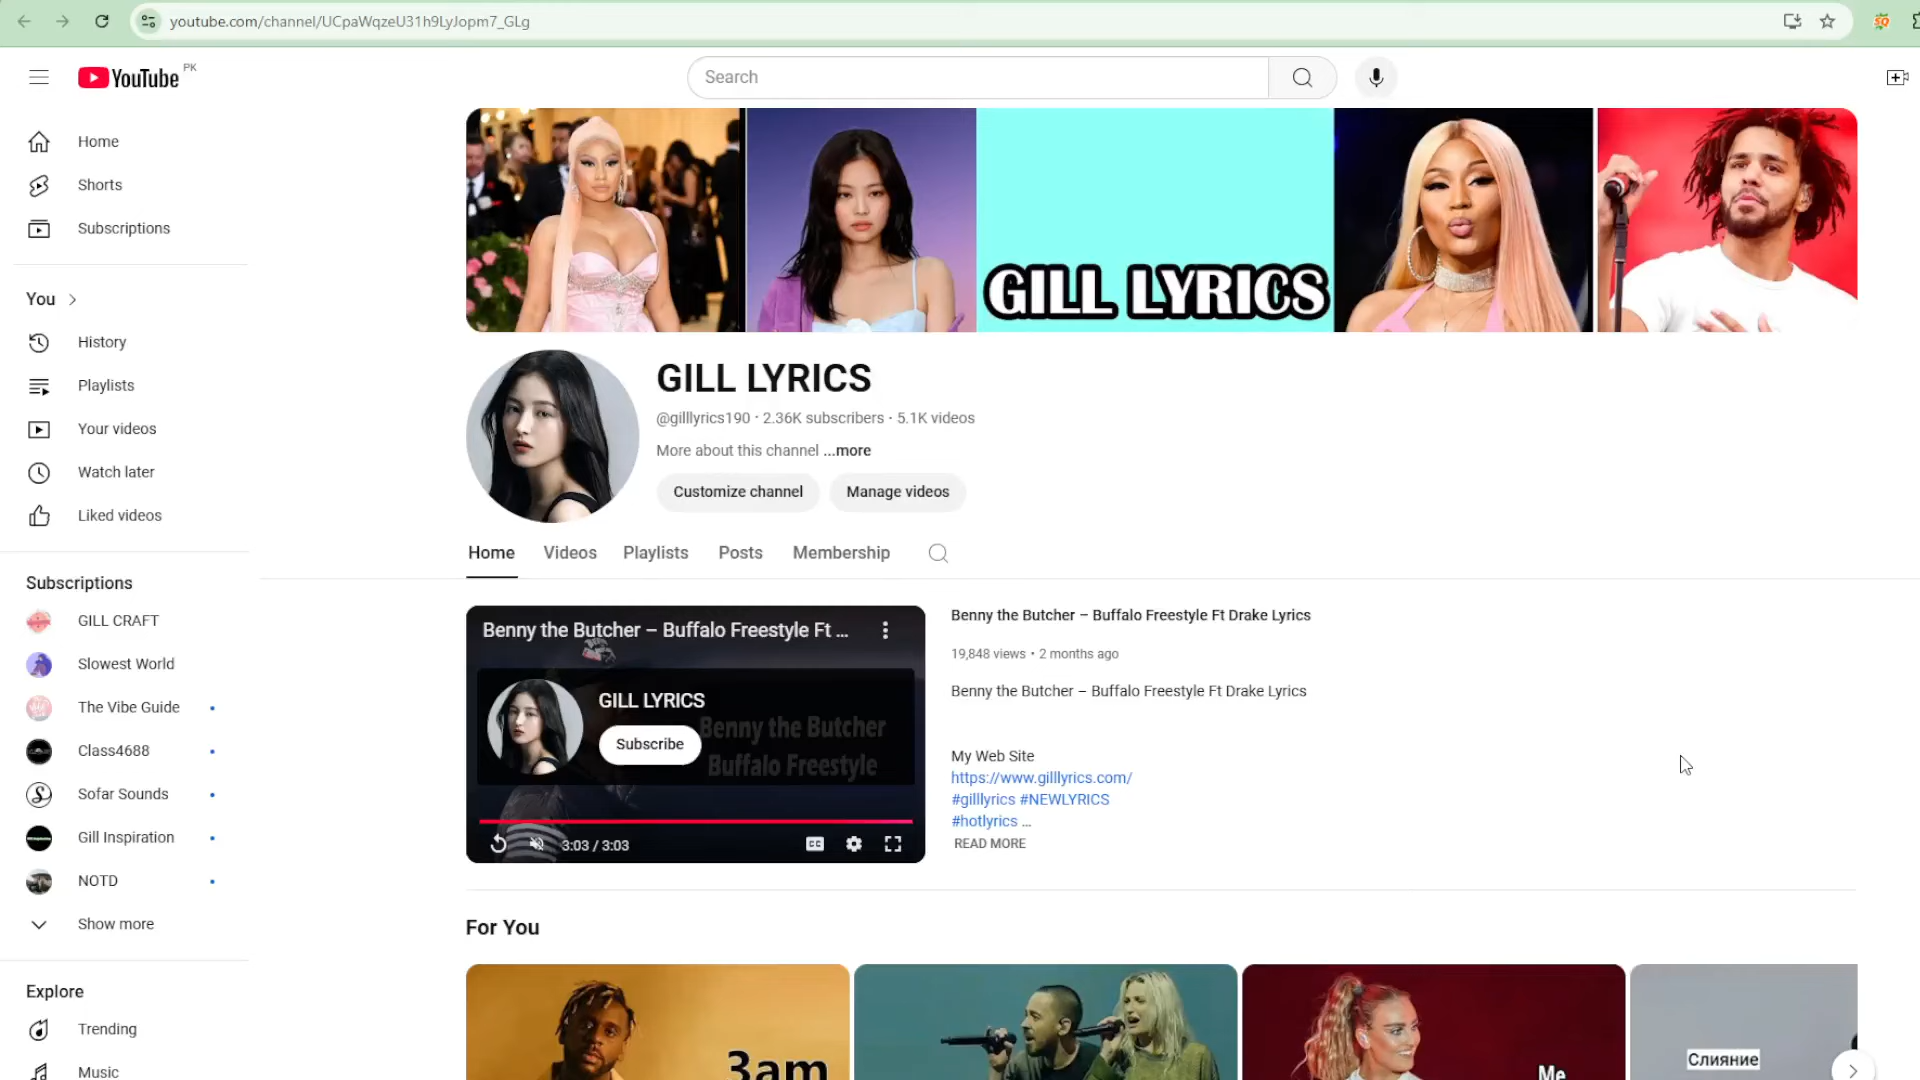 youtube.com/channel/UCpaWqzeU31h9LyJopm7_GLg
YouTube PK
Search
Home
Shorts
Subscriptions
You
History
Playlists
Your videos
Watch later
Liked videos
Subscriptions
GILL CRAFT
Slowest World
The Vibe Guide
Class4688
Sofar Sounds
Gill Inspiration
NOTD
Show more
Explore
Trending
Music
GILL LYRICS
GILL LYRICS
@gilllyrics190 · 2.36K subscribers · 5.1K videos
More about this channel ...more
Customize channel
Manage videos
Home
Videos
Playlists
Posts
Membership
Benny the Butcher – Buffalo Freestyle Ft ...
GILL LYRICS
Subscribe
Benny the Butcher
Buffalo Freestyle
3:03 / 3:03
CC
Benny the Butcher – Buffalo Freestyle Ft Drake Lyrics
19,848 views • 2 months ago
Benny the Butcher – Buffalo Freestyle Ft Drake Lyrics
My Web Site
https://www.gilllyrics.com/
#gilllyrics #NEWLYRICS
#hotlyrics ...
READ MORE
For You
3am
Me
Слияние